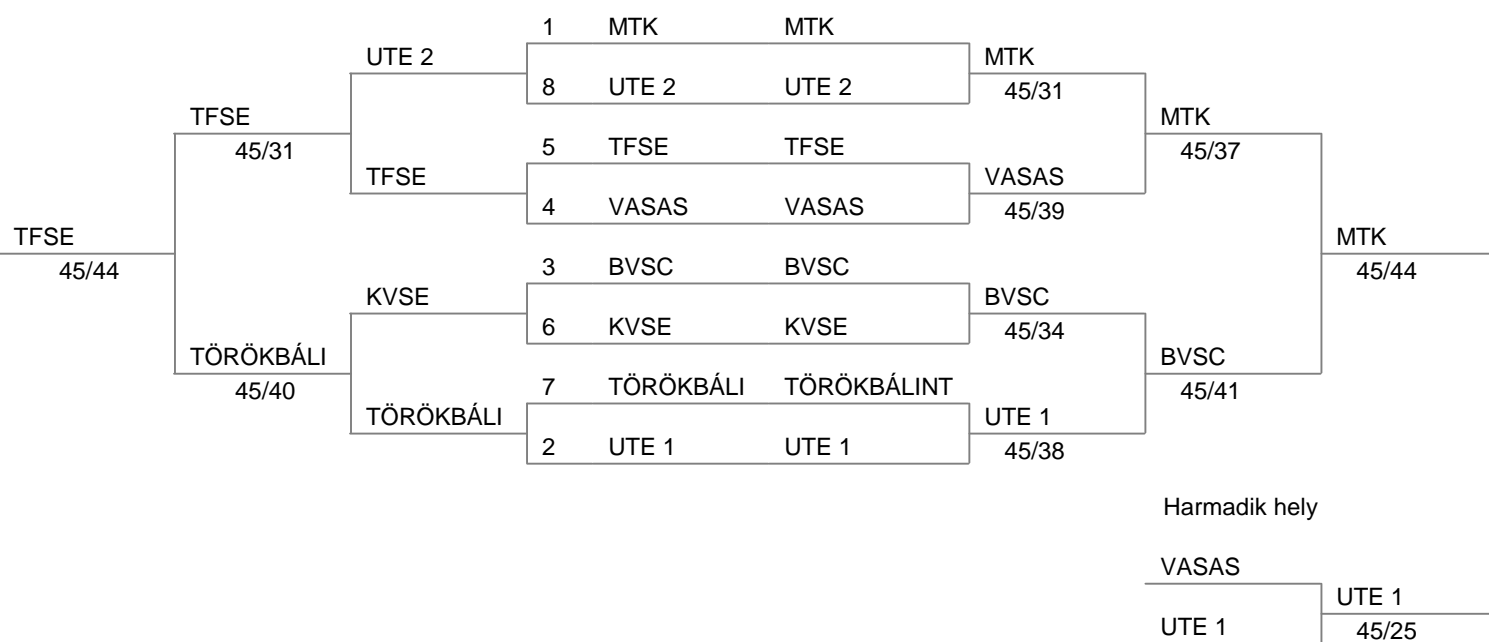 1 MTK MTK
UTE 2 MTK
8 UTE 2 UTE 2 45/31
TFSE MTK
45/31 5 TFSE TFSE 45/37
TFSE VASAS
4 VASAS VASAS 45/39
TFSE MTK
45/44 3 BVSC BVSC 45/44
KVSE BVSC
6 KVSE KVSE 45/34
TÖRÖKBÁLI BVSC
45/40 7 TÖRÖKBÁLI TÖRÖKBÁLINT 45/41
TÖRÖKBÁLI UTE 1
2 UTE 1 UTE 1 45/38
Harmadik hely
VASAS
UTE 1
UTE 1 45/25